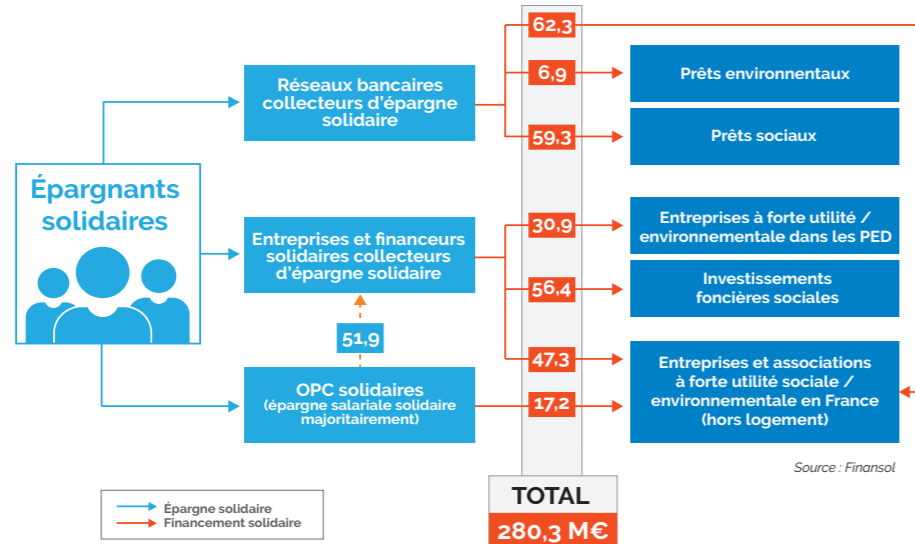 62,3
Réseaux bancaires
collecteurs d'épargne
solidaire
6,9
Prêts environnementaux
59,3
Prêts sociaux
Épargnants
solidaires
Entreprises et financeurs
solidaires collecteurs
d'épargne solidaire
30,9
Entreprises à forte utilité /
environnementale dans les PED
56,4
Investissements
foncières sociales
51,9
47,3
Entreprises et associations
à forte utilité sociale /
environnementale en France
(hors logement)
OPC solidaires
(épargne salariale solidaire
majoritairement)
17,2
Source : Finansol
TOTAL
280,3 M€
Épargne solidaire
Financement solidaire